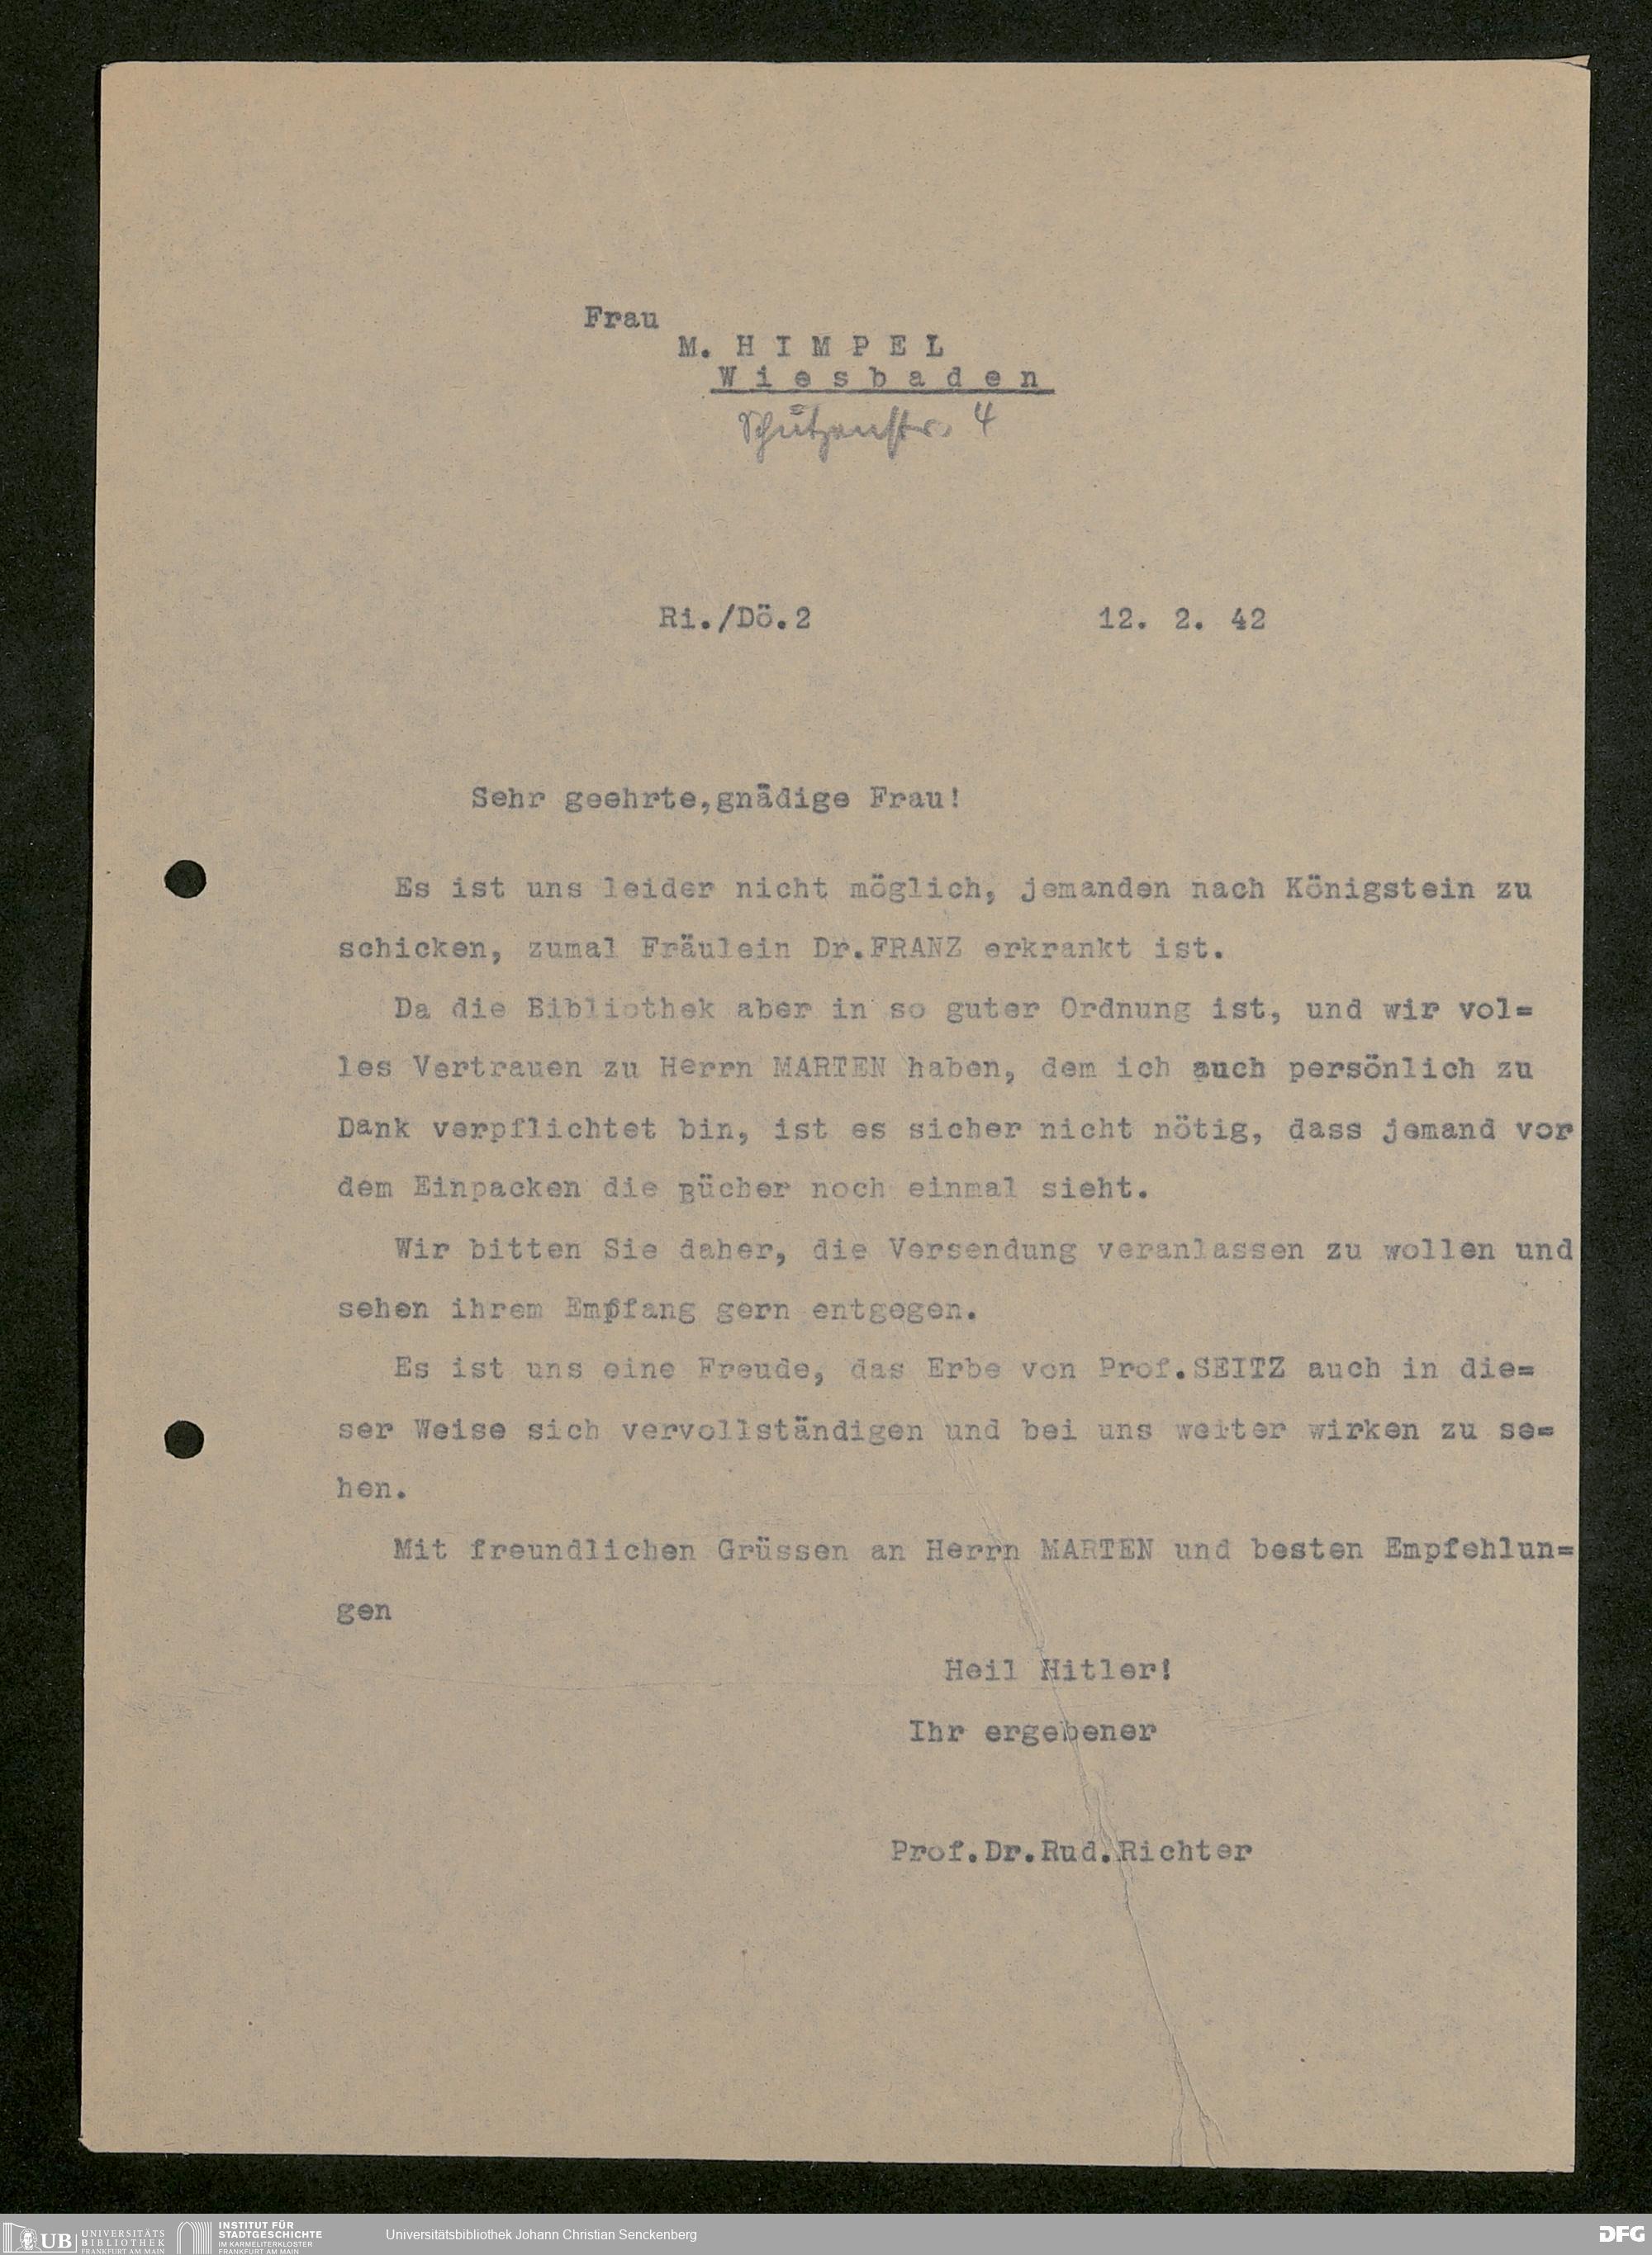 Frau
M. H I M P E L
W i e s b a d e n
Schützenstr. 4
Ri./Dö.2 12. 2. 42
Sehr geehrte,gnädige Frau!
Es ist uns leider nicht möglich, jemanden nach Königstein zu
schicken, zumal Fräulein Dr.FRANZ erkrankt ist.
Da die Bibliothek aber in so guter Ordnung ist, und wir vol=
les Vertrauen zu Herrn MARTEN haben, dem ich auch persönlich zu
Dank verpflichtet bin, ist es sicher nicht nötig, dass jemand vor
dem Einpacken die Bücher noch einmal sieht.
Wir bitten Sie daher, die Versendung veranlassen zu wollen und
sehen ihrem Empfang gern entgegen.
Es ist uns eine Freude, das Erbe von Prof.SEITZ auch in die=
ser Weise sich vervollständigen und bei uns weiter wirken zu se=
hen.
Mit freundlichen Grüssen an Herrn MARTEN und besten Empfehlun=
gen
Heil Hitler!
Ihr ergebener
Prof.Dr.Rud.Richter
UB UNIVERSITÄTS
BIBLIOTHEK
FRANKFURT AM MAIN
INSTITUT FÜR
STADTGESCHICHTE
IM KARMELITERKLOSTER
FRANKFURT AM MAIN
Universitätsbibliothek Johann Christian Senckenberg
DFG